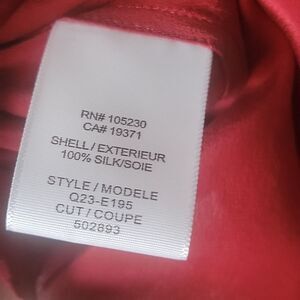 RN# 105230
CA# 19371
SHELL / EXTERIEUR
100% SILK/SOIE
STYLE / MODELE
Q23-E195
CUT / COUPE
502893